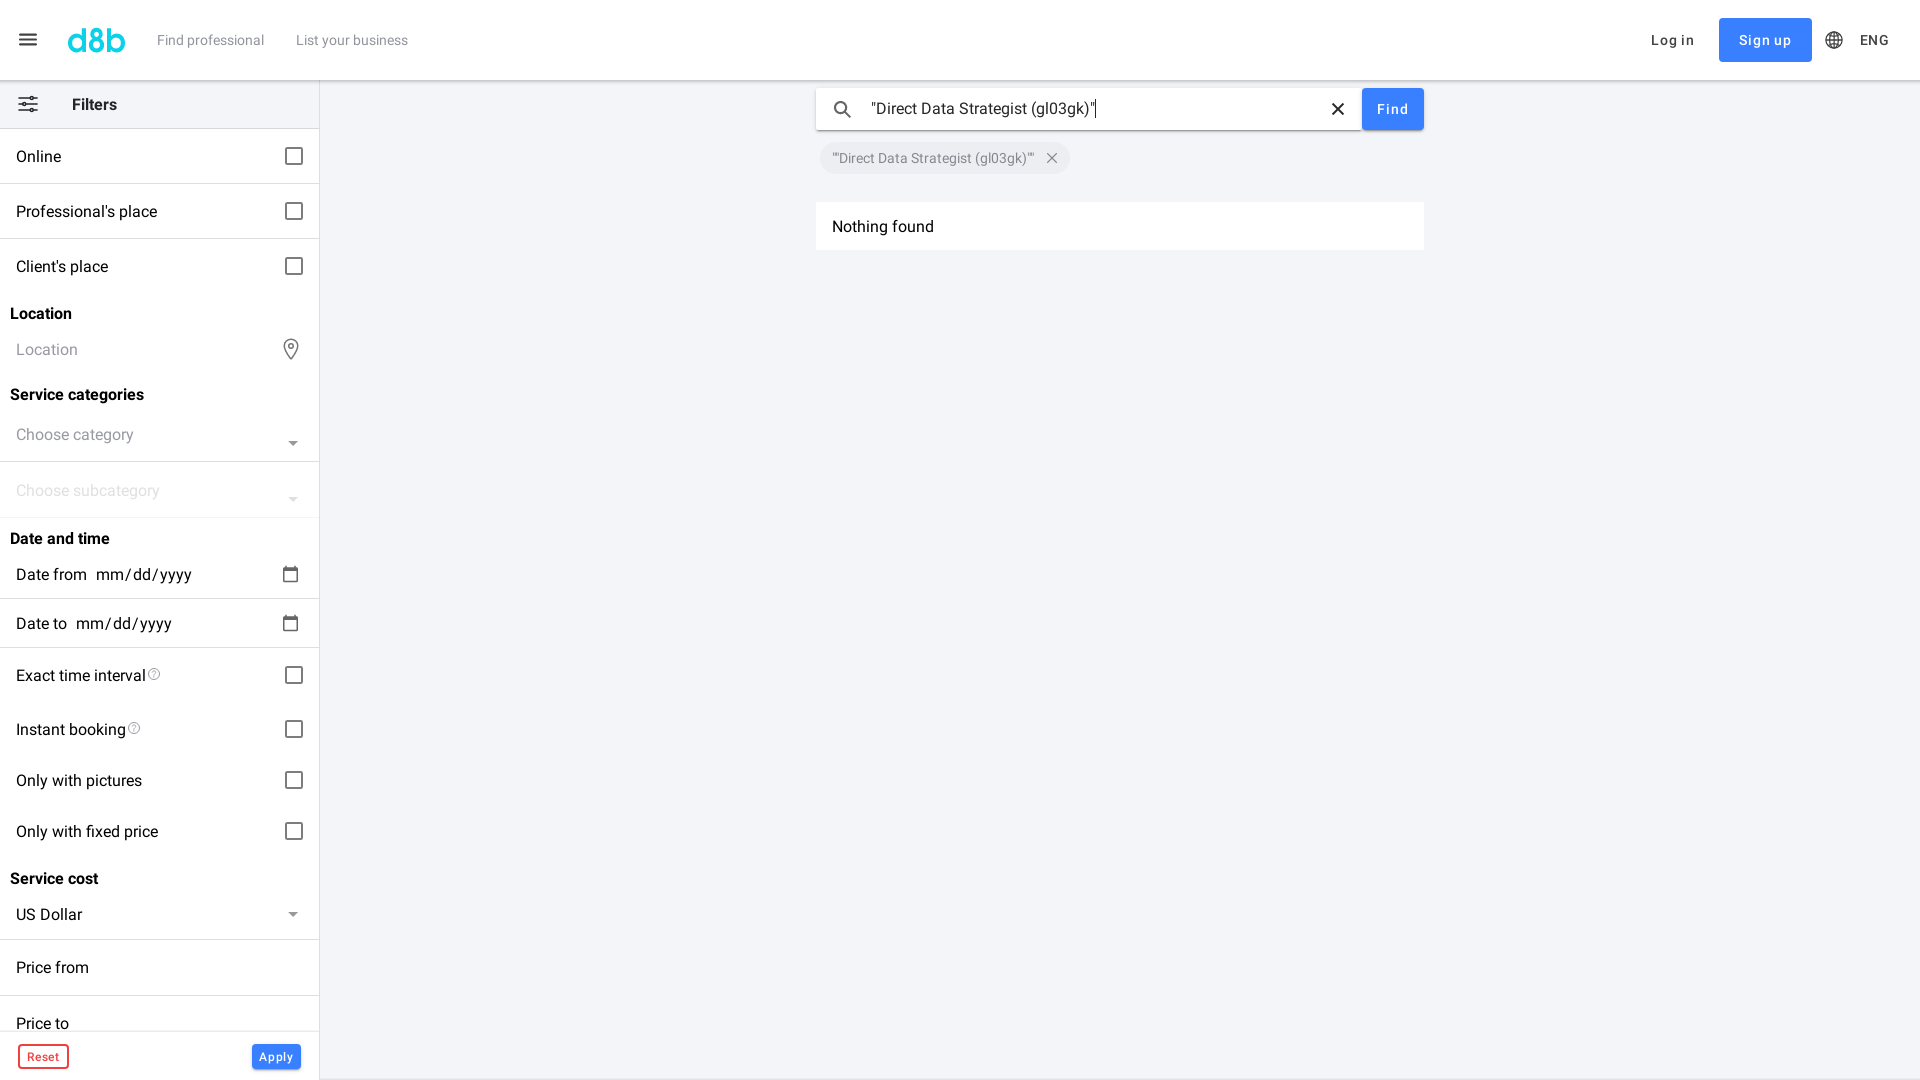 d8b
Find professional
List your business
Log in
Sign up
ENG
Filters
Online
Professional's place
Client's place
Location
Location
Service categories
Choose category
Choose subcategory
Date and time
Date from mm/dd/yyyy
Date to mm/dd/yyyy
Exact time interval
Instant booking
Only with pictures
Only with fixed price
Service cost
US Dollar
Price from
Price to
Reset
Apply
"Direct Data Strategist (gl03gk)"
Find
""Direct Data Strategist (gl03gk)""
Nothing found